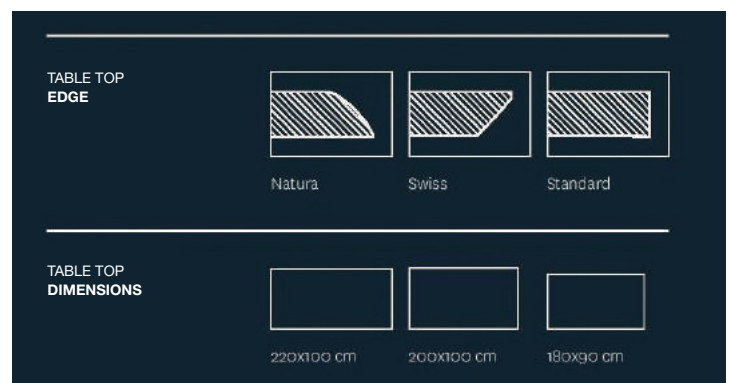 TABLE TOP
EDGE
Natura
Swiss
Standard
TABLE TOP
DIMENSIONS
220x100 cm
200x100 cm
180x90 cm